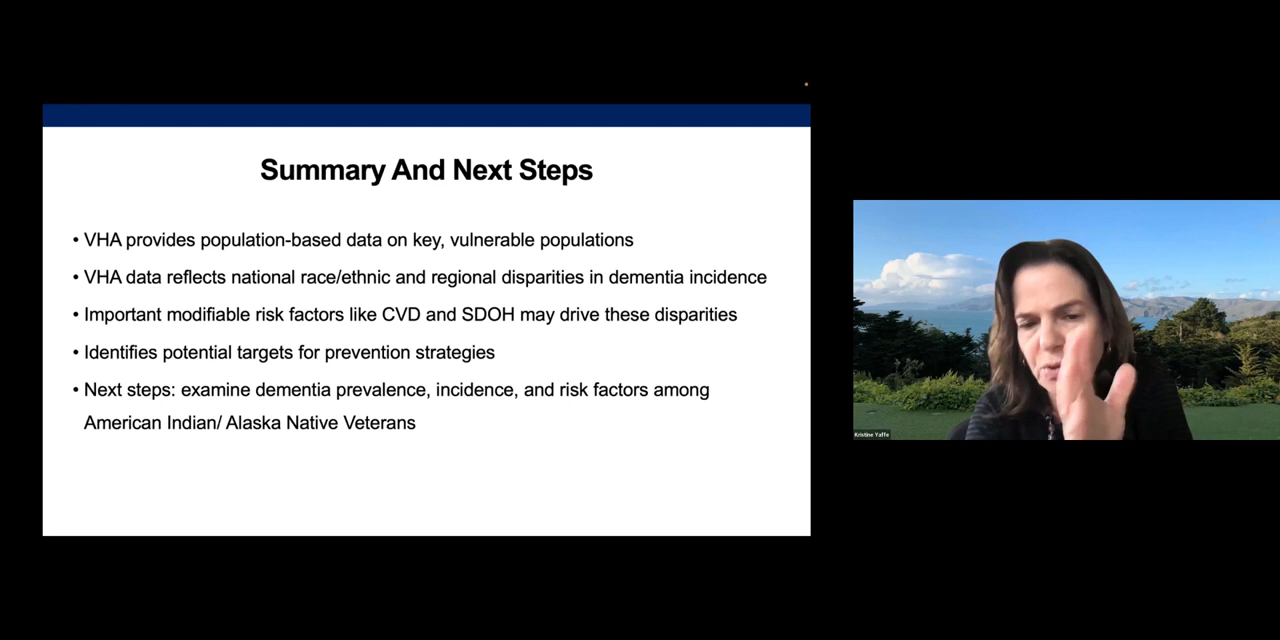 Summary And Next Steps
• VHA provides population-based data on key, vulnerable populations
• VHA data reflects national race/ethnic and regional disparities in dementia incidence
• Important modifiable risk factors like CVD and SDOH may drive these disparities
• Identifies potential targets for prevention strategies
• Next steps: examine dementia prevalence, incidence, and risk factors among
American Indian/ Alaska Native Veterans
Kristine Yaffe